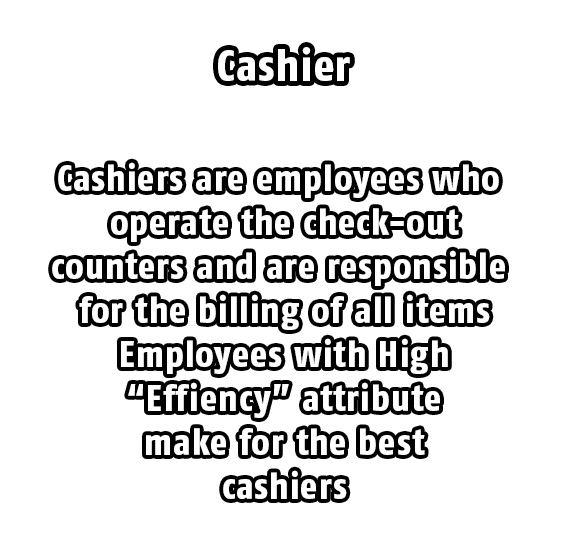 Cashier
Cashiers are employees who
operate the check-out
counters and are responsible
for the billing of all items
Employees with High
“Effiency” attribute
make for the best
cashiers